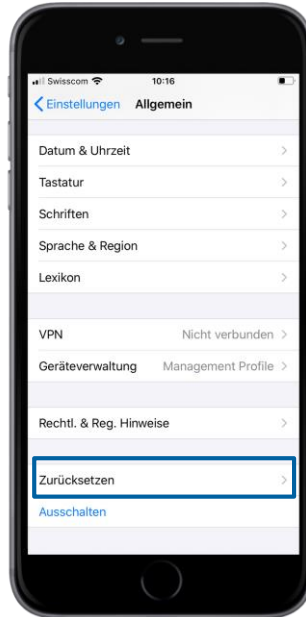 Swisscom 10:16
Einstellungen Allgemein
Datum & Uhrzeit
Tastatur
Schriften
Sprache & Region
Lexikon
VPN Nicht verbunden
Geräteverwaltung Management Profile
Rechtl. & Reg. Hinweise
Zurücksetzen
Ausschalten